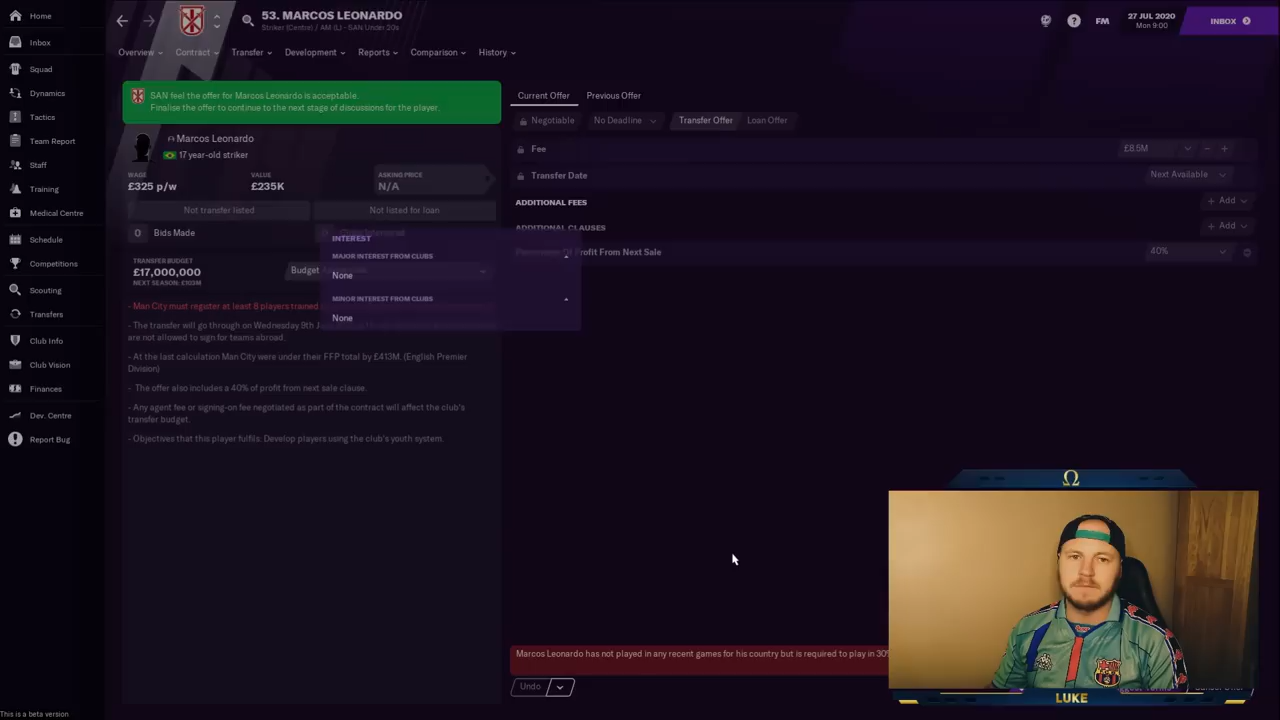 Home
Inbox
Squad
Dynamics
Tactics
Team Report
Staff
Training
Medical Centre
Schedule
Competitions
Scouting
Transfers
Club Info
Club Vision
Finances
Dev. Centre
Report Bug
This is a beta version
53. MARCOS LEONARDO
Striker (Centre) / AM (L) - SAN Under 20s
FM
27 JUL 2020
Mon 9:00
INBOX
Overview
Contract
Transfer
Development
Reports
Comparison
History
SAN feel the offer for Marcos Leonardo is acceptable.
Finalise the offer to continue to the next stage of discussions for the player.
Marcos Leonardo
17 year-old striker
WAGE
£325 p/w
VALUE
£235K
ASKING PRICE
N/A
Not transfer listed
Not listed for loan
0 Bids Made
INTEREST
MAJOR INTEREST FROM CLUBS
None
MINOR INTEREST FROM CLUBS
None
TRANSFER BUDGET
£17,000,000
NEXT SEASON: £103M
Budget
- Man City must register at least 8 players trained
- The transfer will go through on Wednesday 9th
are not allowed to sign for teams abroad.
- At the last calculation Man City were under their FFP total by £413M. (English Premier
Division)
- The offer also includes a 40% of profit from next sale clause.
- Any agent fee or signing-on fee negotiated as part of the contract will affect the club's
transfer budget.
- Objectives that this player fulfils: Develop players using the club's youth system.
Current Offer
Previous Offer
Negotiable
No Deadline
Transfer Offer
Loan Offer
Fee
£8.5M
Transfer Date
Next Available
ADDITIONAL FEES
Add
ADDITIONAL CLAUSES
Add
Of Profit From Next Sale
40%
Marcos Leonardo has not played in any recent games for his country but is required to play in 30%
Undo
Ω
LUKE